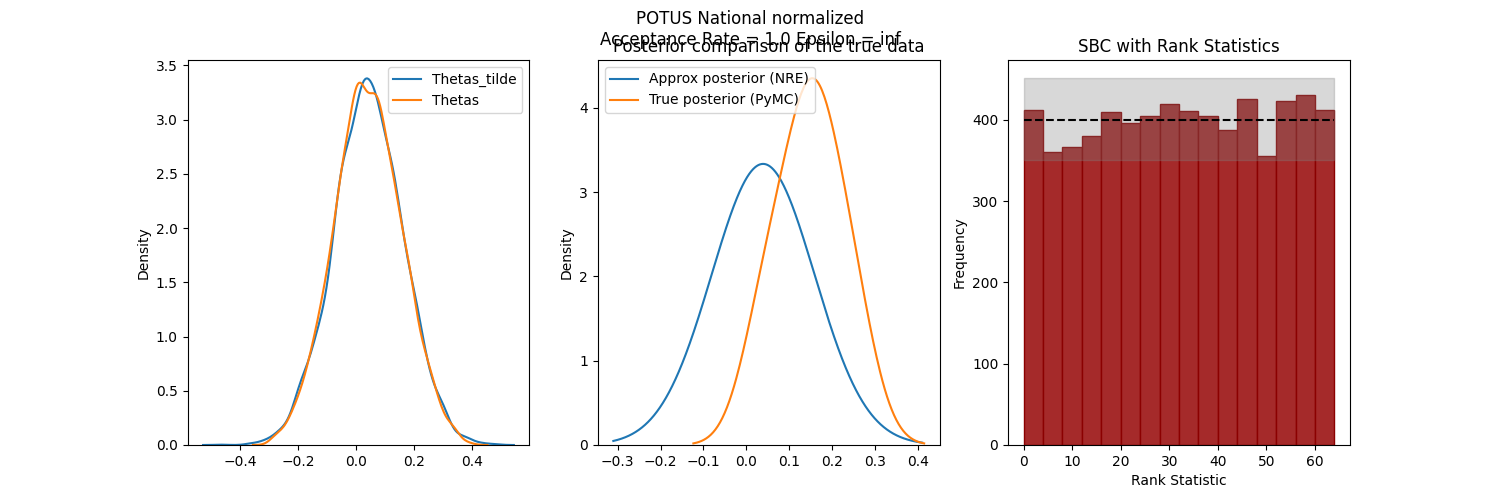 POTUS National normalized
Acceptance Rate = 1.0 Epsilon = inf
Posterior comparison of the true data
SBC with Rank Statistics
Thetas_tilde
Thetas
Density
3.5
3.0
2.5
2.0
1.5
1.0
0.5
0.0
−0.4 −0.2 0.0 0.2 0.4
Approx posterior (NRE)
True posterior (PyMC)
Density
4
3
2
1
0
−0.3 −0.2 −0.1 0.0 0.1 0.2 0.3 0.4
Frequency
400
300
200
100
0
0 10 20 30 40 50 60
Rank Statistic